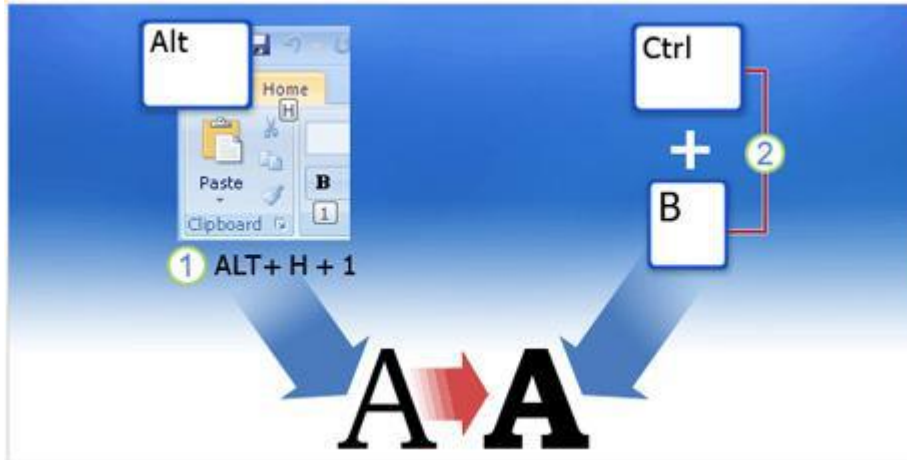 Alt
Home
H
Paste
B
1
Clipboard
1 ALT+ H + 1
Ctrl
+
2
B
A A